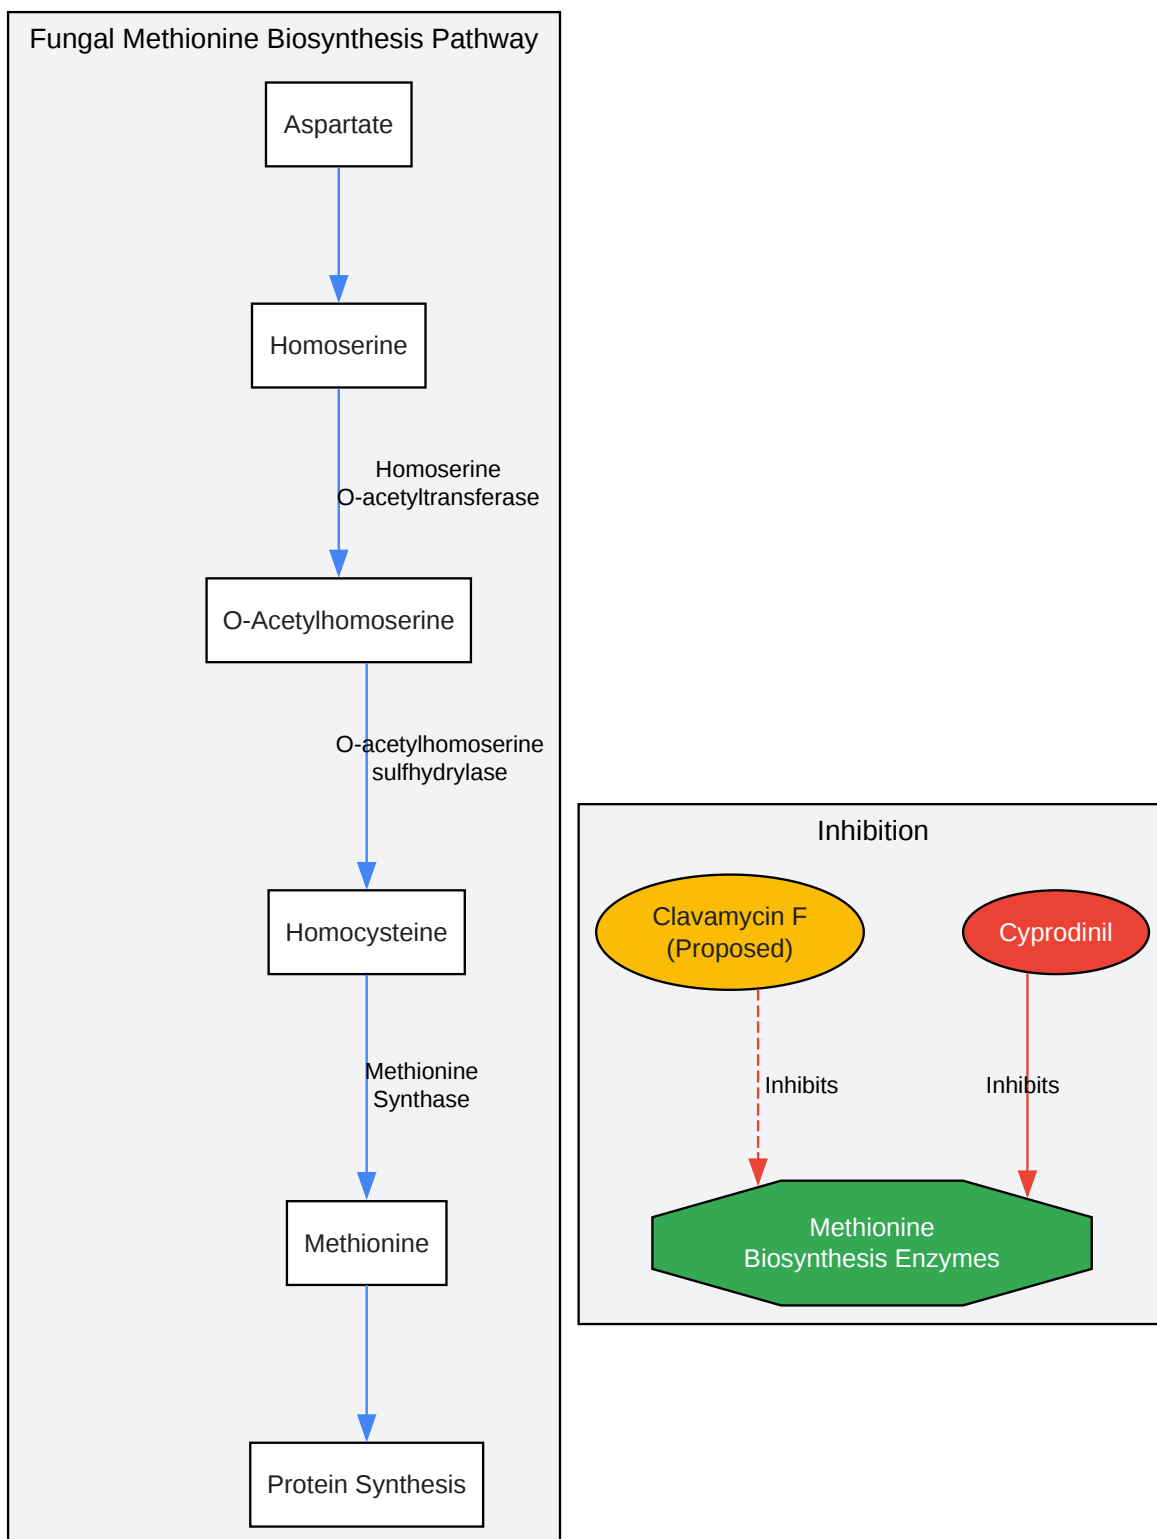 Fungal Methionine Biosynthesis Pathway
Aspartate
Homoserine
Homoserine
O-acetyltransferase
O-Acetylhomoserine
O-acetylhomoserine
sulfhydrylase
Homocysteine
Methionine
Synthase
Methionine
Protein Synthesis
Inhibition
Clavamycin F
(Proposed)
Cyprodinil
Inhibits
Inhibits
Methionine
Biosynthesis Enzymes